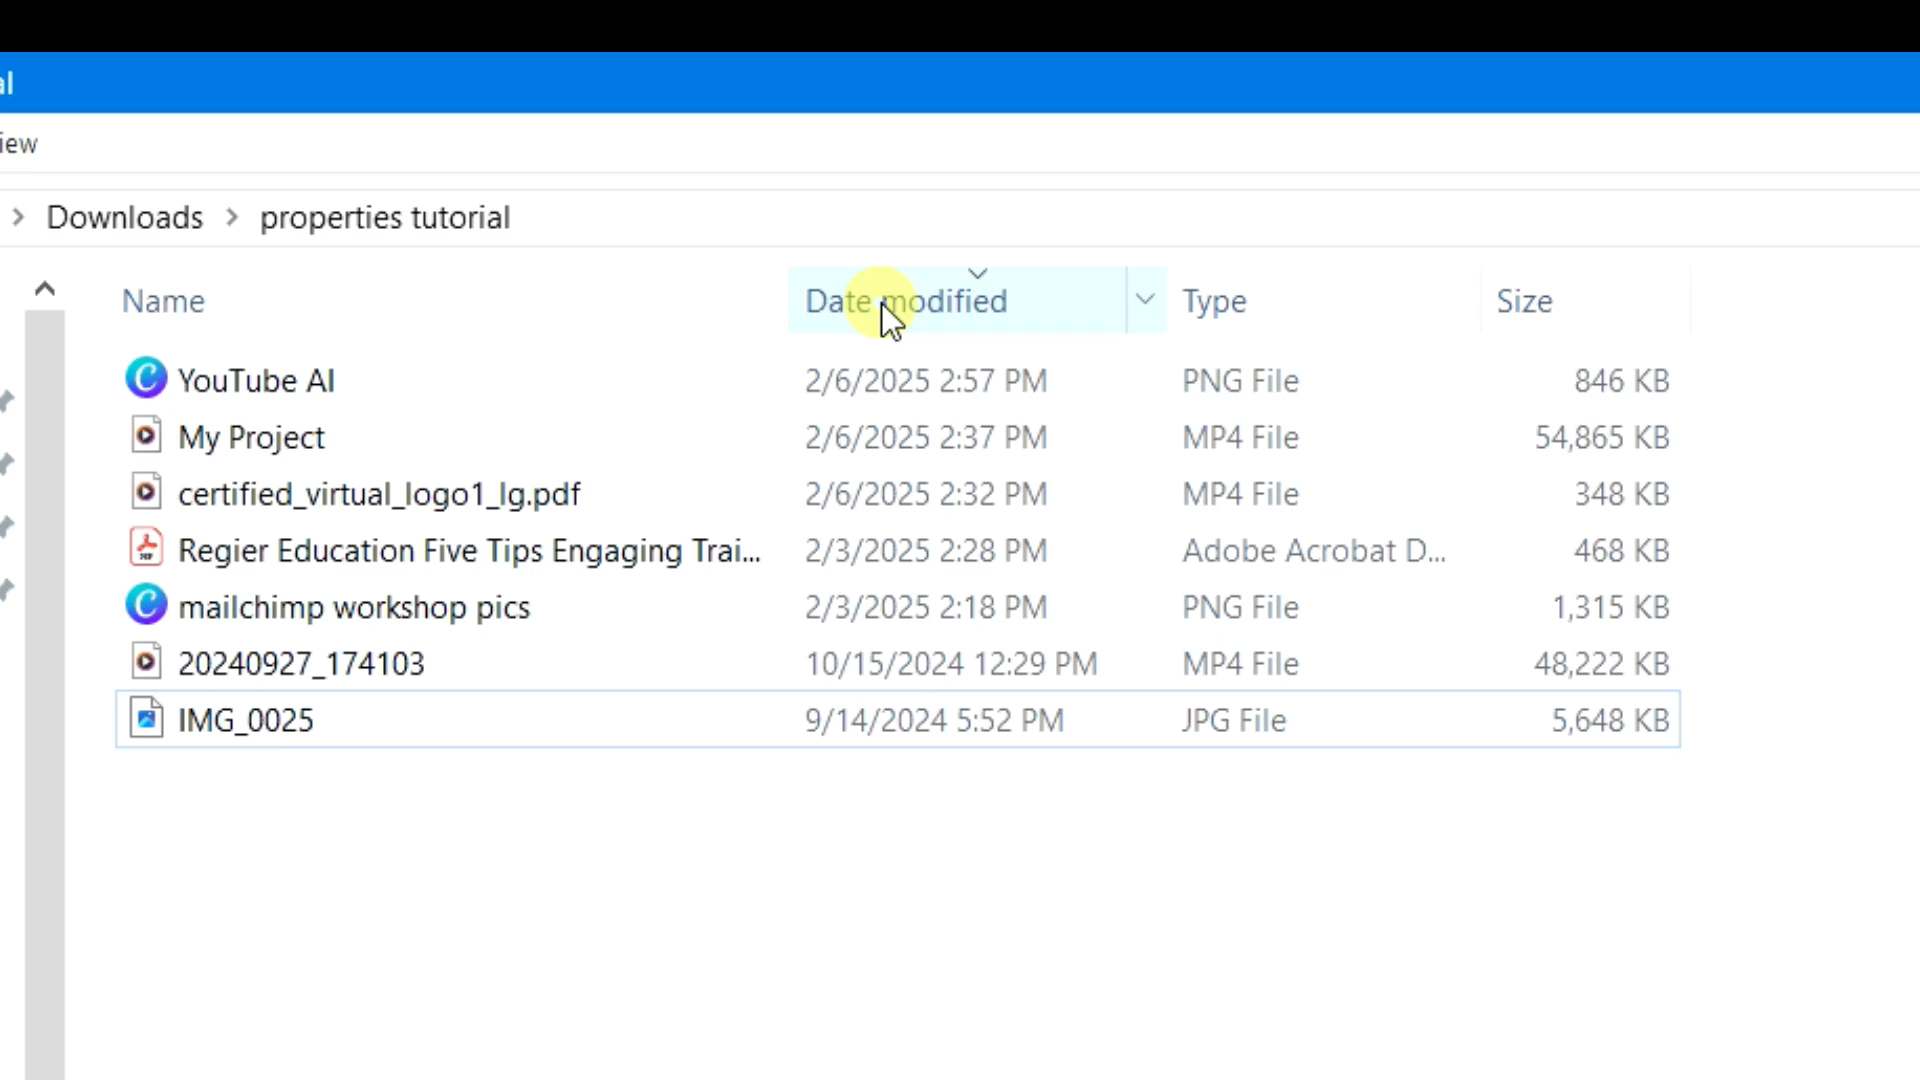 al
iew
Downloads > properties tutorial
Name Date modified Type Size
YouTube AI 2/6/2025 2:57 PM PNG File 846 KB
My Project 2/6/2025 2:37 PM MP4 File 54,865 KB
certified_virtual_logo1_lg.pdf 2/6/2025 2:32 PM MP4 File 348 KB
Regier Education Five Tips Engaging Trai... 2/3/2025 2:28 PM Adobe Acrobat D... 468 KB
mailchimp workshop pics 2/3/2025 2:18 PM PNG File 1,315 KB
20240927_174103 10/15/2024 12:29 PM MP4 File 48,222 KB
IMG_0025 9/14/2024 5:52 PM JPG File 5,648 KB